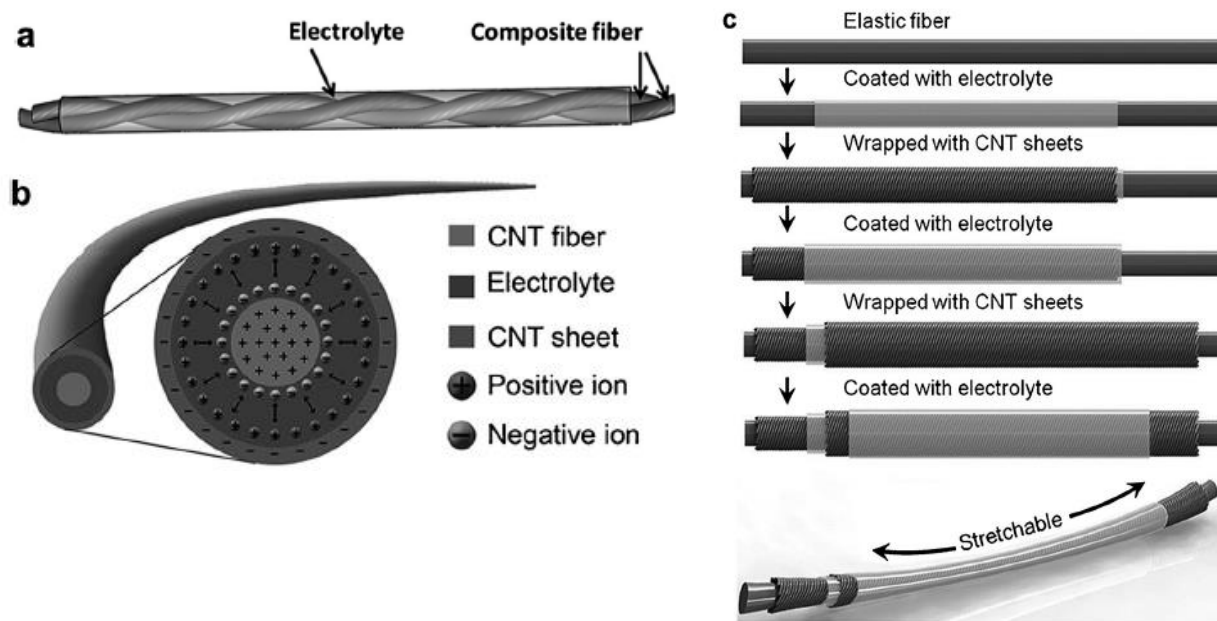 a
Electrolyte
Composite fiber
b
CNT fiber
Electrolyte
CNT sheet
Positive ion
Negative ion
c
Elastic fiber
Coated with electrolyte
Wrapped with CNT sheets
Coated with electrolyte
Wrapped with CNT sheets
Coated with electrolyte
Stretchable